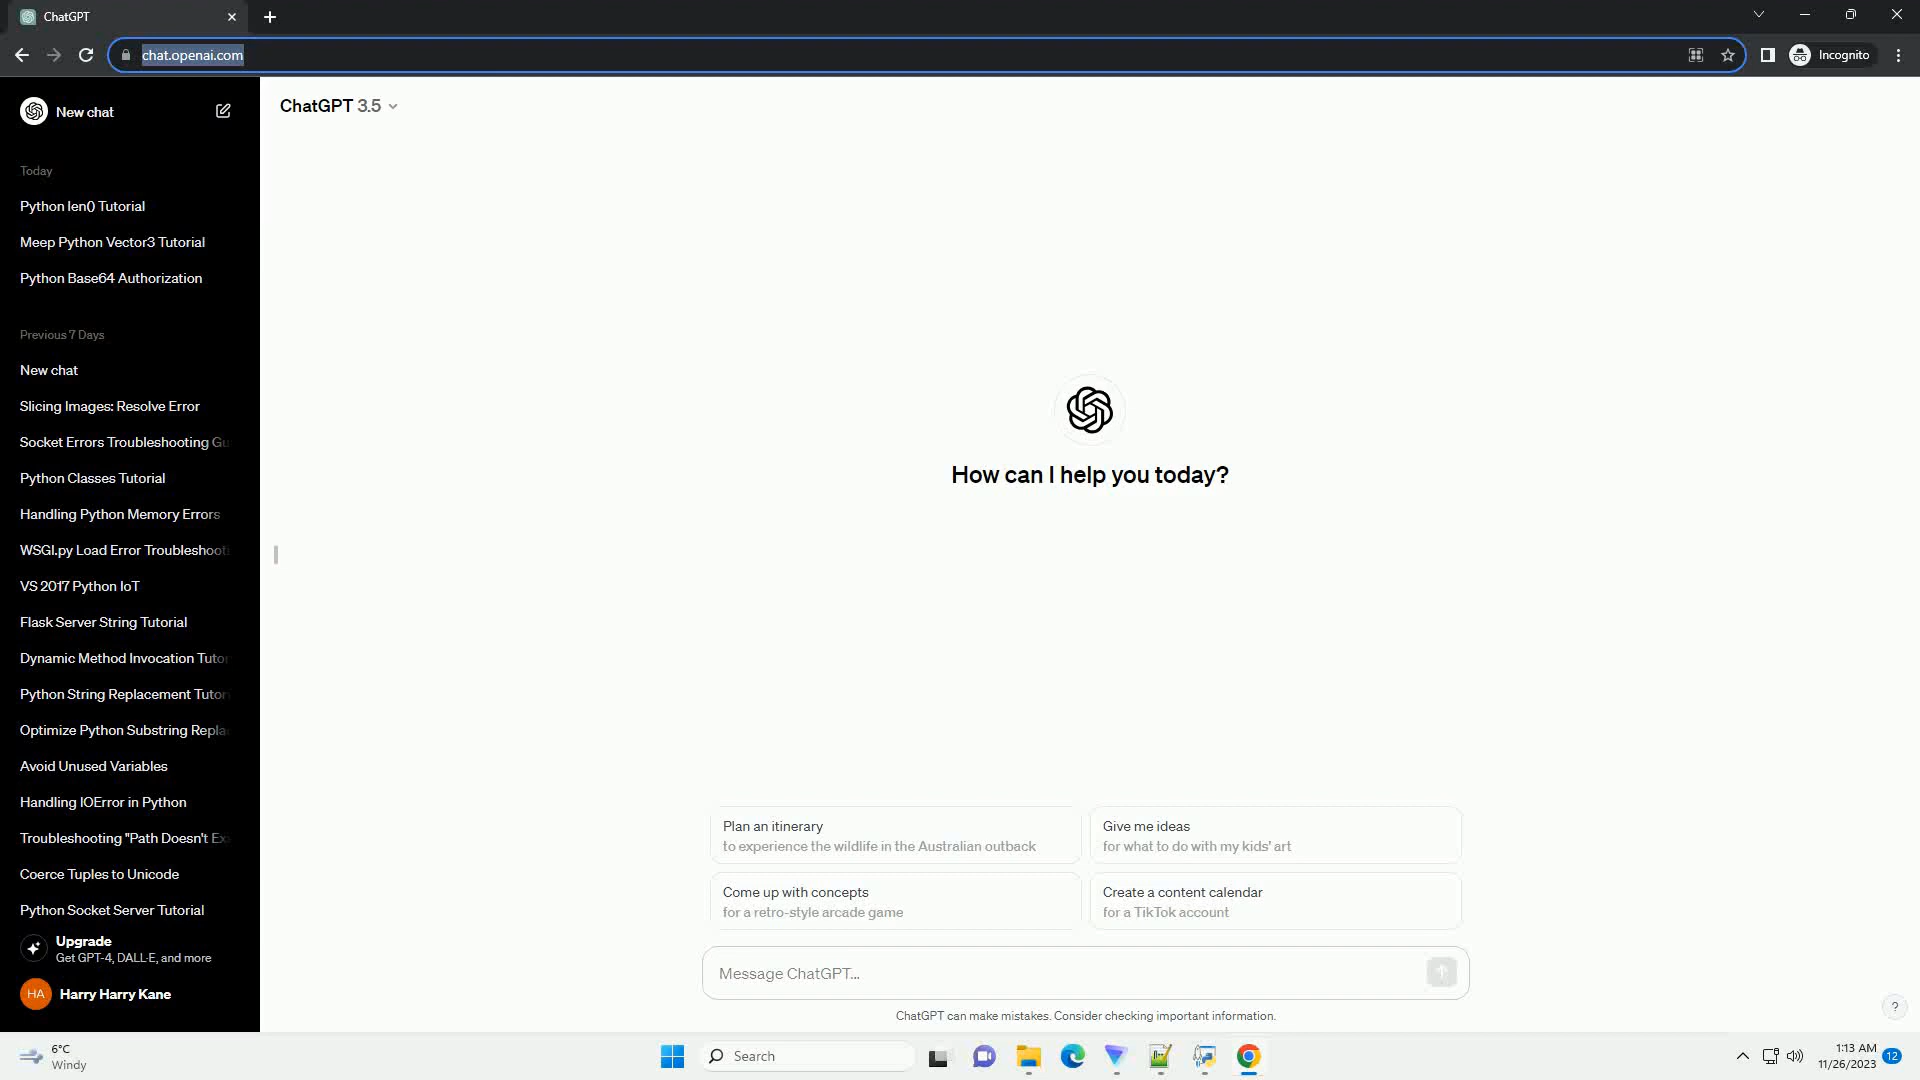 ChatGPT
chat.openai.com
Incognito
New chat
ChatGPT 3.5
Today
Python len() Tutorial
Meep Python Vector3 Tutorial
Python Base64 Authorization
Previous 7 Days
New chat
Slicing Images: Resolve Error
Socket Errors Troubleshooting Gu
Python Classes Tutorial
Handling Python Memory Errors
WSGI.py Load Error Troubleshoot
VS 2017 Python IoT
Flask Server String Tutorial
Dynamic Method Invocation Tutor
Python String Replacement Tutor
Optimize Python Substring Repla
Avoid Unused Variables
Handling IOError in Python
Troubleshooting "Path Doesn't Ex
Coerce Tuples to Unicode
Python Socket Server Tutorial
Upgrade
Get GPT-4, DALL·E, and more
HA
Harry Harry Kane
How can I help you today?
Plan an itinerary
to experience the wildlife in the Australian outback
Give me ideas
for what to do with my kids' art
Come up with concepts
for a retro-style arcade game
Create a content calendar
for a TikTok account
Message ChatGPT...
ChatGPT can make mistakes. Consider checking important information.
?
6°C
Windy
Search
1:13 AM
11/26/2023
12